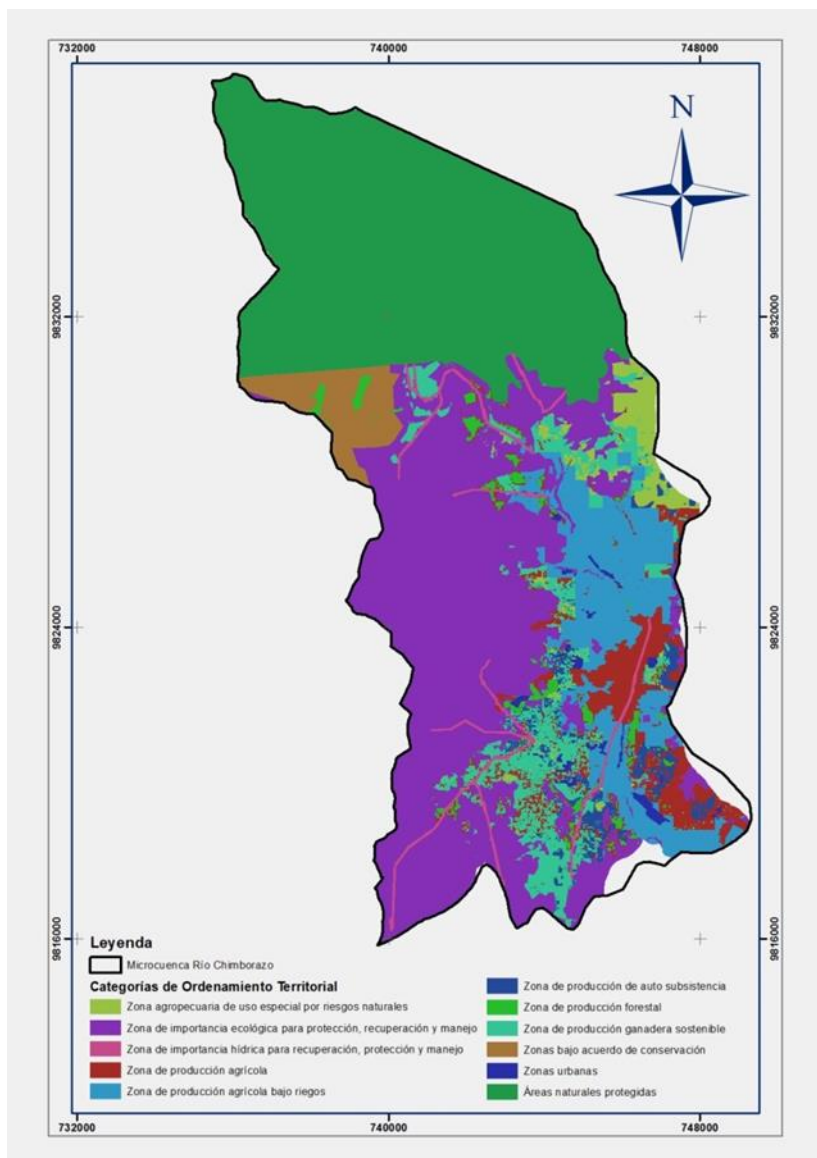 732000 740000 748000
N
9832000 9832000
9824000 9824000
9816000 9816000
Leyenda
Microcuenca Río Chimborazo
Categorías de Ordenamiento Territorial
Zona agropecuaria de uso especial por riesgos naturales
Zona de importancia ecológica para protección, recuperación y manejo
Zona de importancia hídrica para recuperación, protección y manejo
Zona de producción agrícola
Zona de producción agrícola bajo riegos
Zona de producción de auto subsistencia
Zona de producción forestal
Zona de producción ganadera sostenible
Zonas bajo acuerdo de conservación
Zonas urbanas
Áreas naturales protegidas
732000 740000 748000